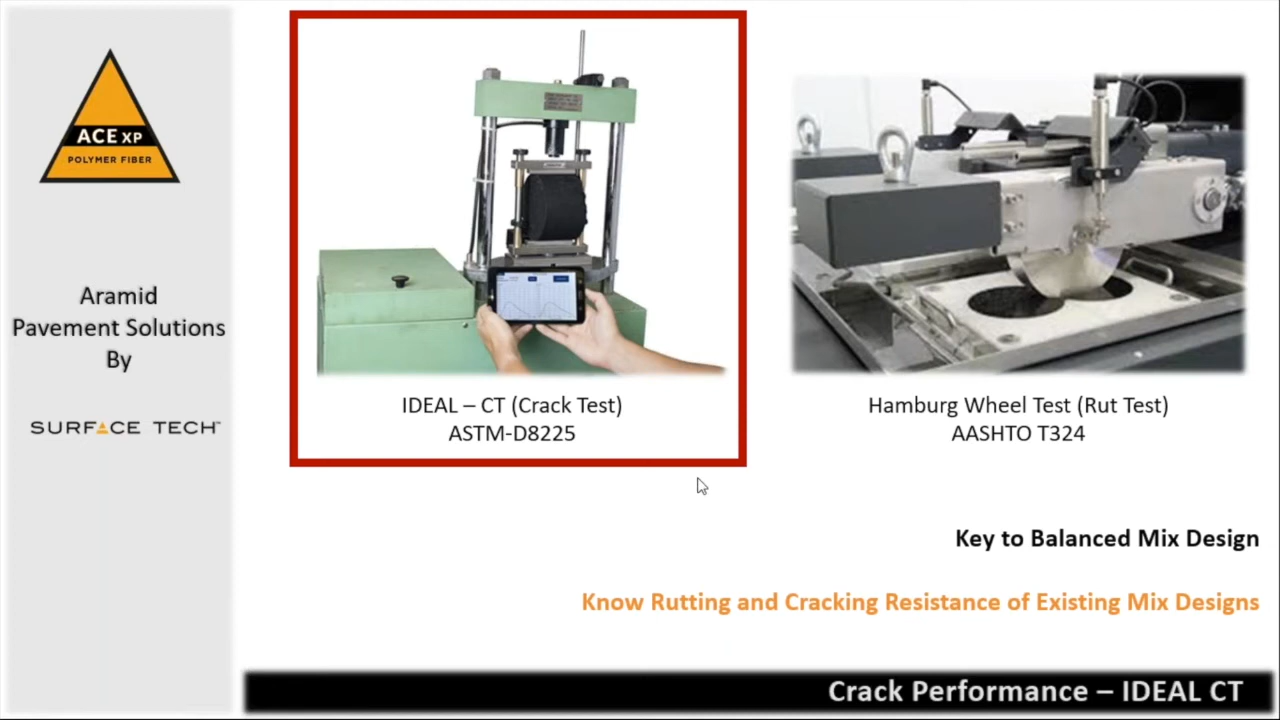 ACE XP
POLYMER FIBER
Aramid
Pavement Solutions
By
SURFACE TECH
IDEAL – CT (Crack Test)
ASTM-D8225
Hamburg Wheel Test (Rut Test)
AASHTO T324
Key to Balanced Mix Design
Know Rutting and Cracking Resistance of Existing Mix Designs
Crack Performance – IDEAL CT